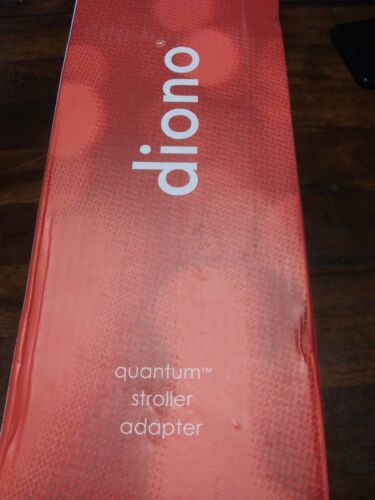 diono®
quantum™
stroller
adapter